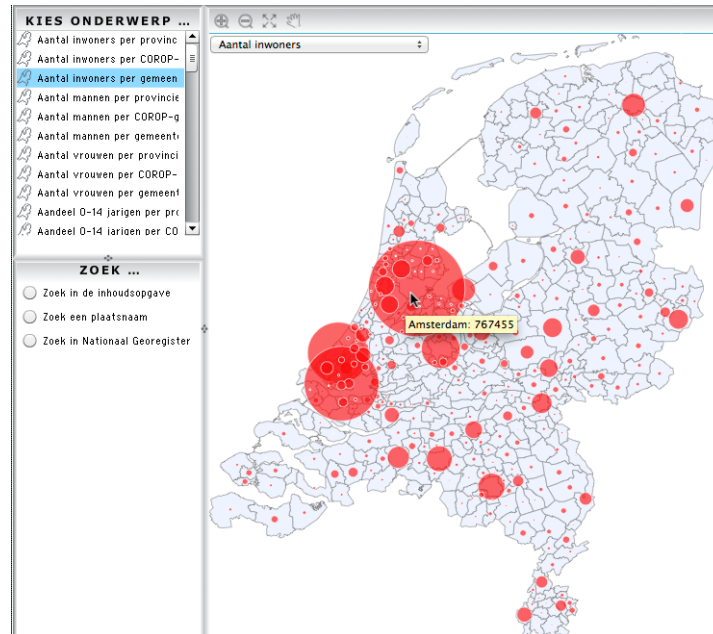 KIES ONDERWERP ...
Aantal inwoners per provinc
Aantal inwoners per COROP-
Aantal inwoners per gemeen
Aantal mannen per provincie
Aantal mannen per COROP-g
Aantal mannen per gemeent
Aantal vrouwen per provinci
Aantal vrouwen per COROP-
Aantal vrouwen per gemeent
Aandeel 0-14 jarigen per prc
Aandeel 0-14 jarigen per CO
ZOEK ...
Zoek in de inhoudsopgave
Zoek een plaatsnaam
Zoek in Nationaal Georegister
Aantal inwoners
Amsterdam: 767455